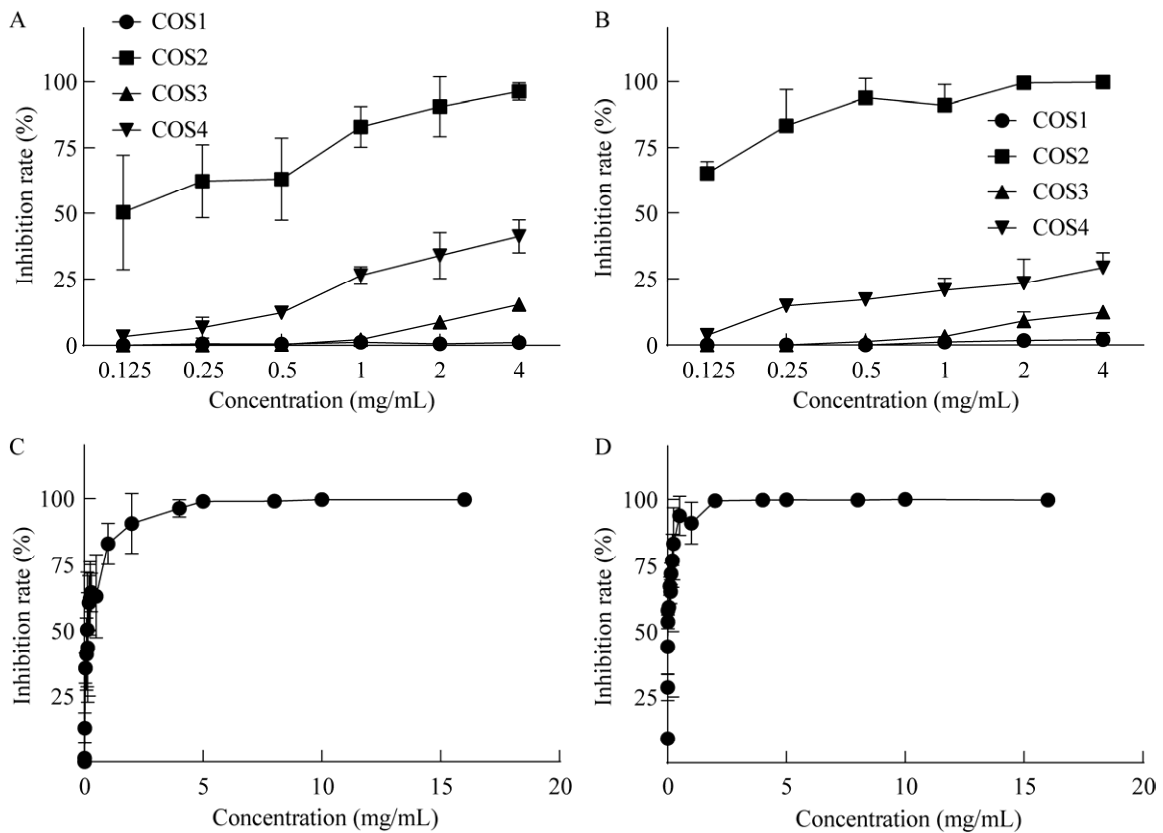 A
COS1
COS2
COS3
COS4
100
75
50
25
0
Inhibition rate (%)
0.125 0.25 0.5 1 2 4
Concentration (mg/mL)
B
100
75
50
25
0
Inhibition rate (%)
COS1
COS2
COS3
COS4
0.125 0.25 0.5 1 2 4
Concentration (mg/mL)
C
100
75
50
25
Inhibition rate (%)
0 5 10 15 20
Concentration (mg/mL)
D
100
75
50
25
Inhibition rate (%)
0 5 10 15 20
Concentration (mg/mL)